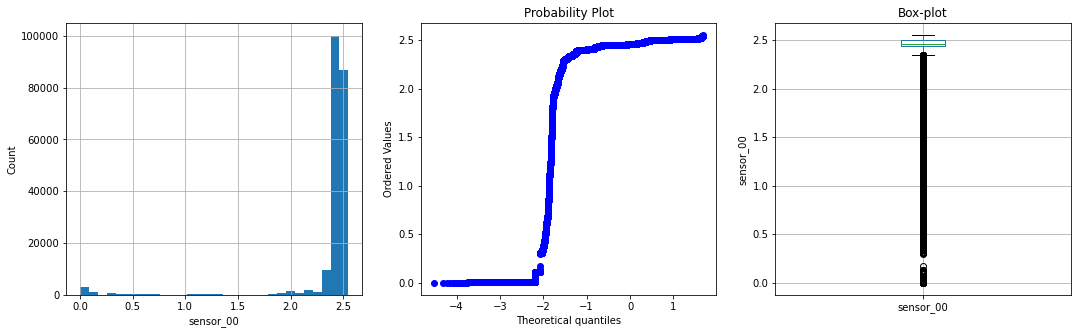 Count
100000
80000
60000
40000
20000
0
0.0 0.5 1.0 1.5 2.0 2.5
sensor_00
Probability Plot
Ordered Values
2.5
2.0
1.5
1.0
0.5
0.0
−4 −3 −2 −1 0 1
Theoretical quantiles
Box-plot
sensor_00
2.5
2.0
1.5
1.0
0.5
0.0
sensor_00